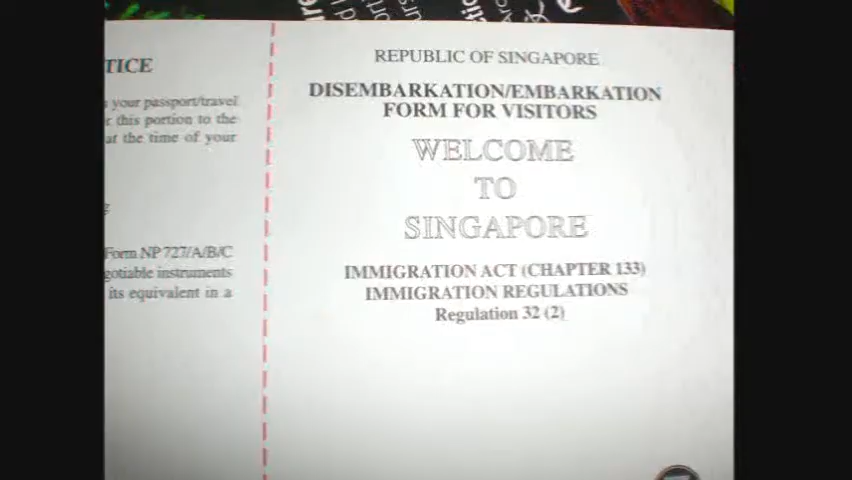 TICE
your passport/travel
this portion to the
at the time of your
Form NP 727/A/B/C
gotiable instruments
its equivalent in a
REPUBLIC OF SINGAPORE
DISEMBARKATION/EMBARKATION
FORM FOR VISITORS
WELCOME
TO
SINGAPORE
IMMIGRATION ACT (CHAPTER 133)
IMMIGRATION REGULATIONS
Regulation 32 (2)